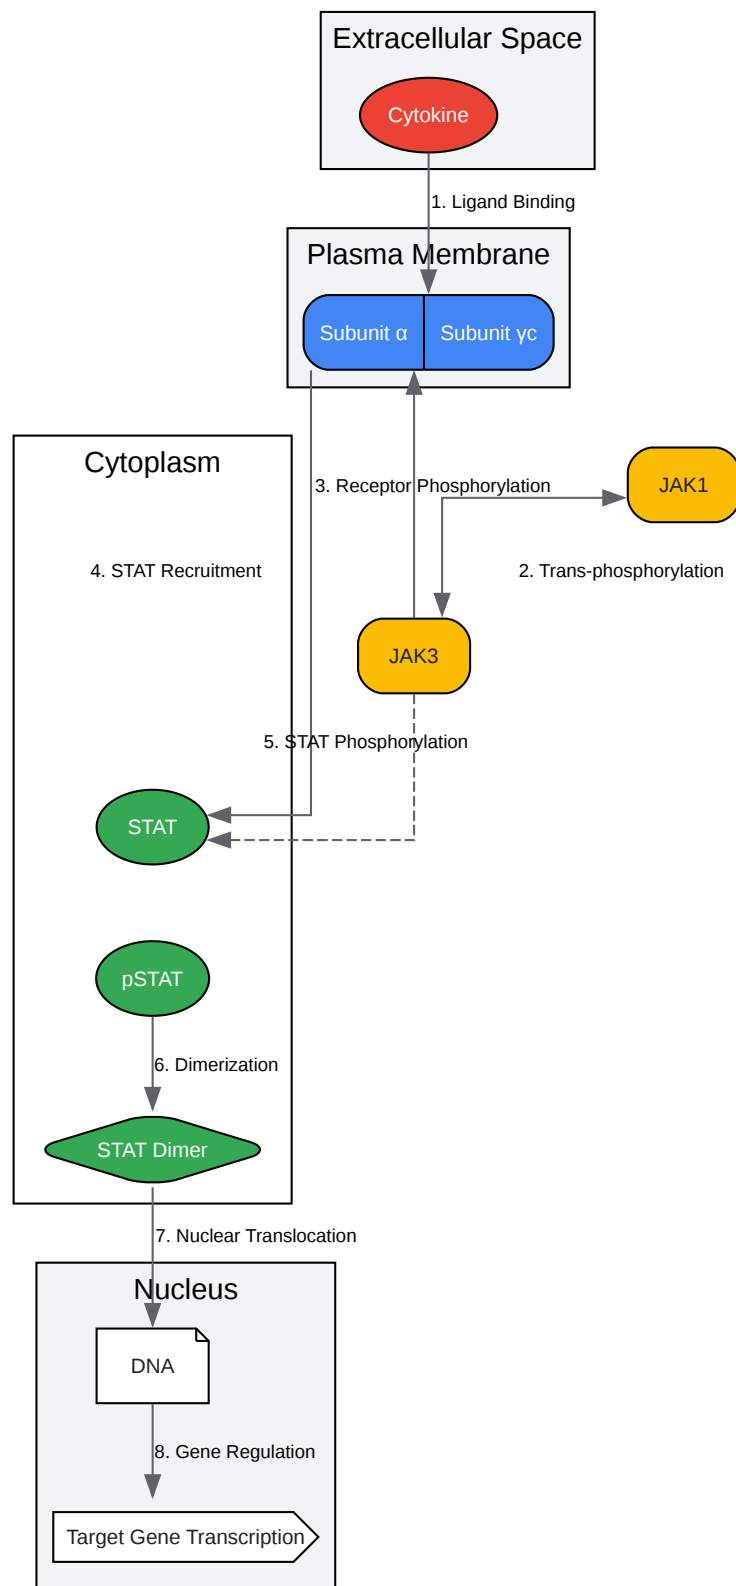 Extracellular Space
Cytokine
1. Ligand Binding
Plasma Membrane
Subunit α
Subunit γc
Cytoplasm
3. Receptor Phosphorylation
JAK1
4. STAT Recruitment
2. Trans-phosphorylation
JAK3
5. STAT Phosphorylation
STAT
pSTAT
6. Dimerization
STAT Dimer
7. Nuclear Translocation
Nucleus
DNA
8. Gene Regulation
Target Gene Transcription